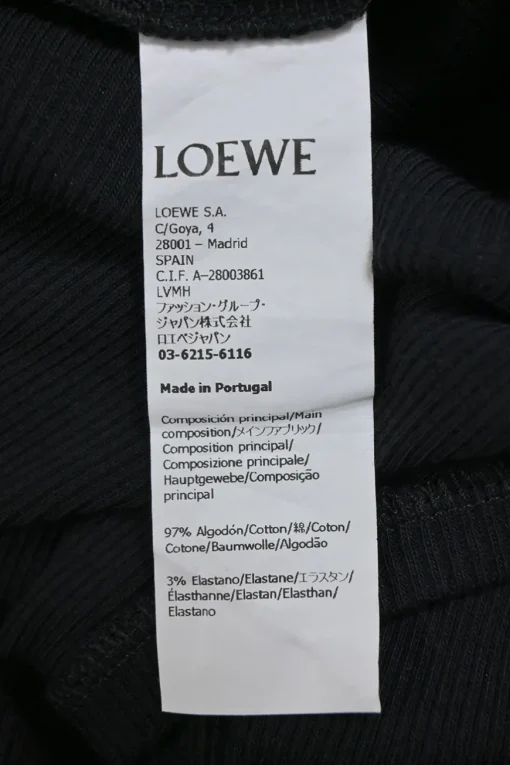 LOEWE
LOEWE S.A.
C/Goya, 4
28001 – Madrid
SPAIN
C.I.F. A–28003861
LVMH
ファッション・グループ・
ジャパン株式会社
ロエベジャパン
03-6215-6116
Made in Portugal
Composición principal/Main
composition/メインファブリック/
Composition principal/
Composizione principale/
Hauptgewebe/Composição
principal
97% Algodón/Cotton/綿/Coton/
Cotone/Baumwolle/Algodão
3% Elastano/Elastane/エラスタン/
Élasthanne/Elastan/Elasthan/
Elastano